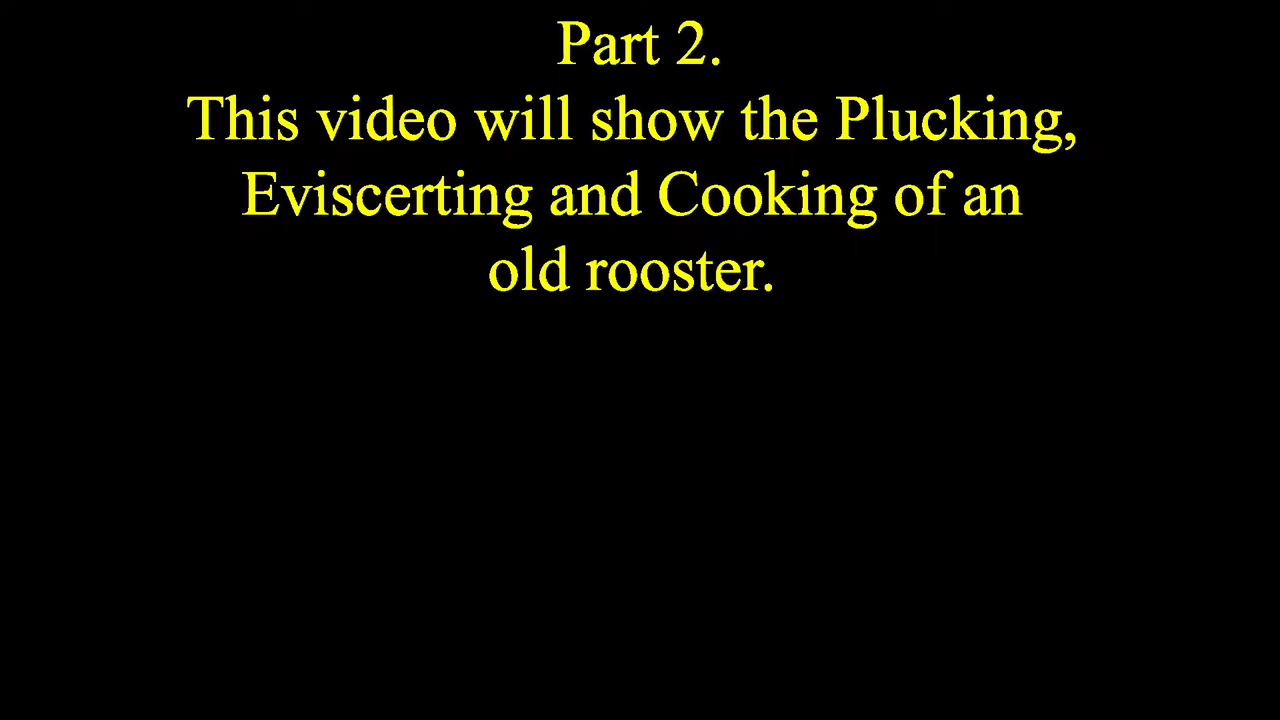 Part 2.
This video will show the Plucking,
Eviscerting and Cooking of an
old rooster.